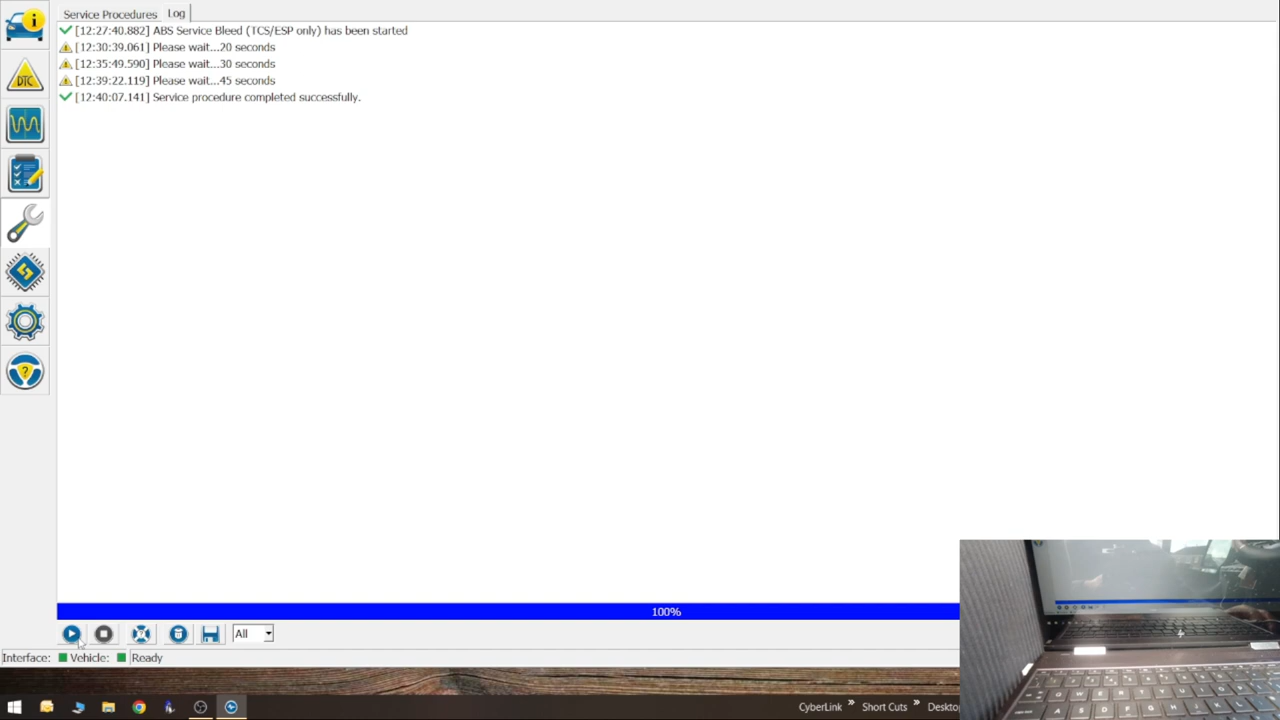 Service Procedures
Log
[12:27:40.882] ABS Service Bleed (TCS/ESP only) has been started
[12:30:39.061] Please wait...20 seconds
[12:35:49.590] Please wait...30 seconds
[12:39:22.119] Please wait...45 seconds
[12:40:07.141] Service procedure completed successfully.
DTC
100%
All
Interface: Vehicle: Ready
CyberLink » Short Cuts » Deskto